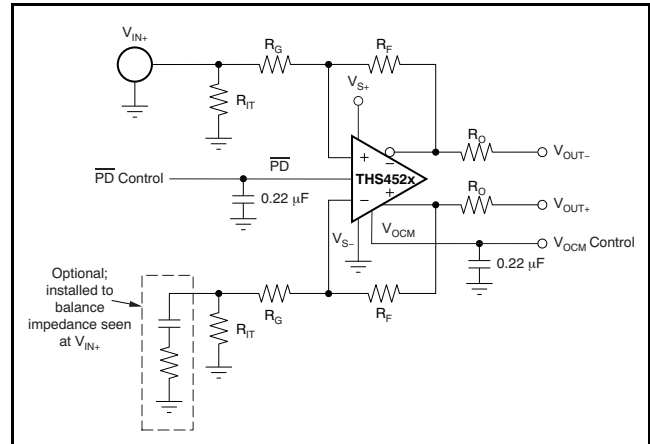 V_IN+
R_G
R_F
V_S+
R_IT
R_O
V_OUT−
+
−
PD
PD Control
THS452x
0.22 µF
−
+
R_O
V_OUT+
V_S−
V_OCM
V_OCM Control
0.22 µF
Optional;
installed to
balance
impedance seen
at V_IN+
R_G
R_F
R_IT